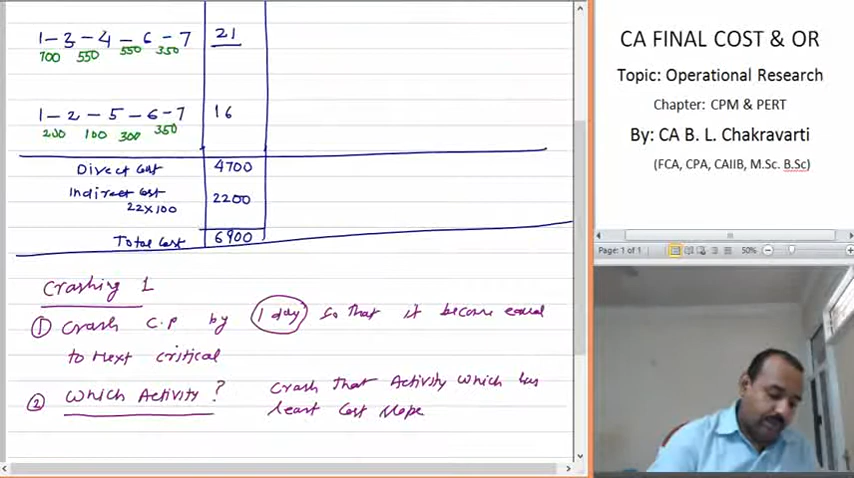 1 - 3 - 4 - 6 - 7 21
700 550 550 350
1 - 2 - 5 - 6 - 7 16
200 100 300 350
Direct Cost 4700
Indirect Cost 2200
22x100
Total Cost 6900
Crashing 1
① Crash C.P by 1 day so that it become equal
to next critical
② Which Activity? Crash that Activity which has
least Cost slope
CA FINAL COST & OR
Topic: Operational Research
Chapter: CPM & PERT
By: CA B. L. Chakravarti
(FCA, CPA, CAIIB, M.Sc. B.Sc)
Page: 1 of 1 50%